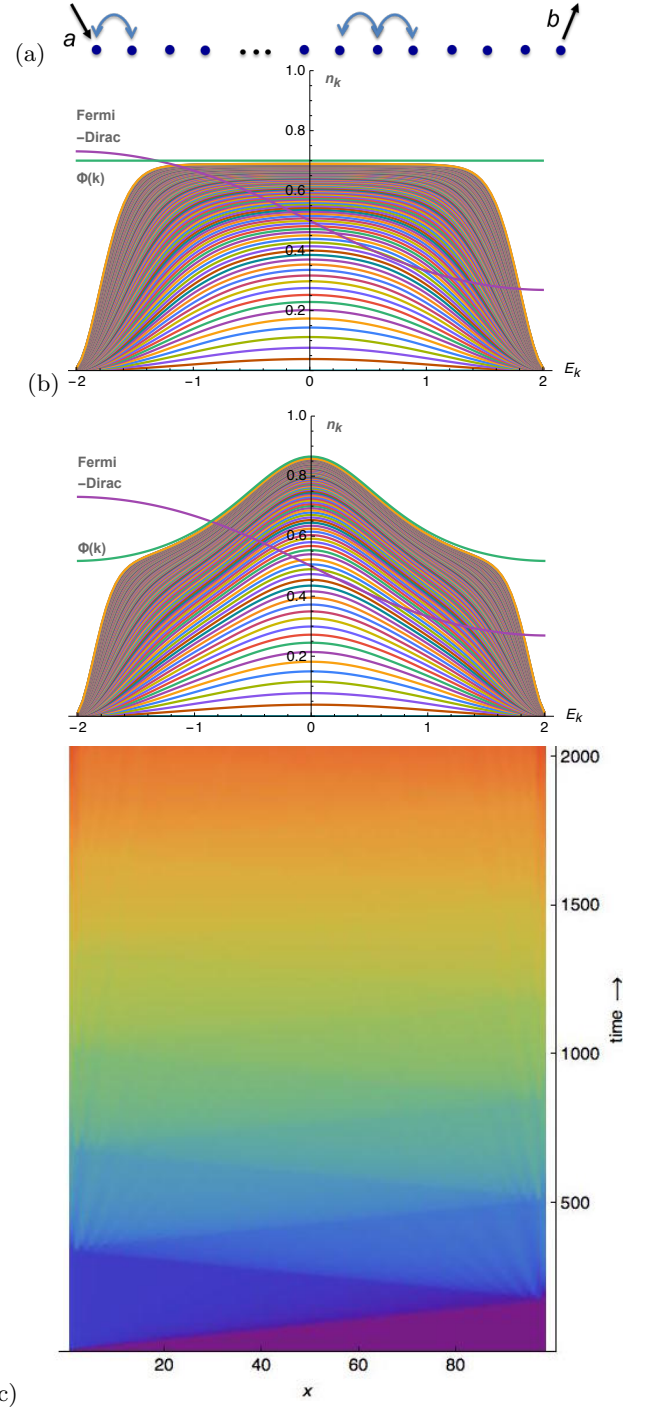 a
b
(a)
...
1.0
n_k
Fermi
–Dirac
0.8
Φ(k)
0.6
0.4
0.2
−2
−1
0
1
2
E_k
(b)
1.0
n_k
Fermi
–Dirac
0.8
Φ(k)
0.6
0.4
0.2
−2
−1
0
1
2
E_k
2000
1500
time →
1000
500
20
40
60
80
x
c)